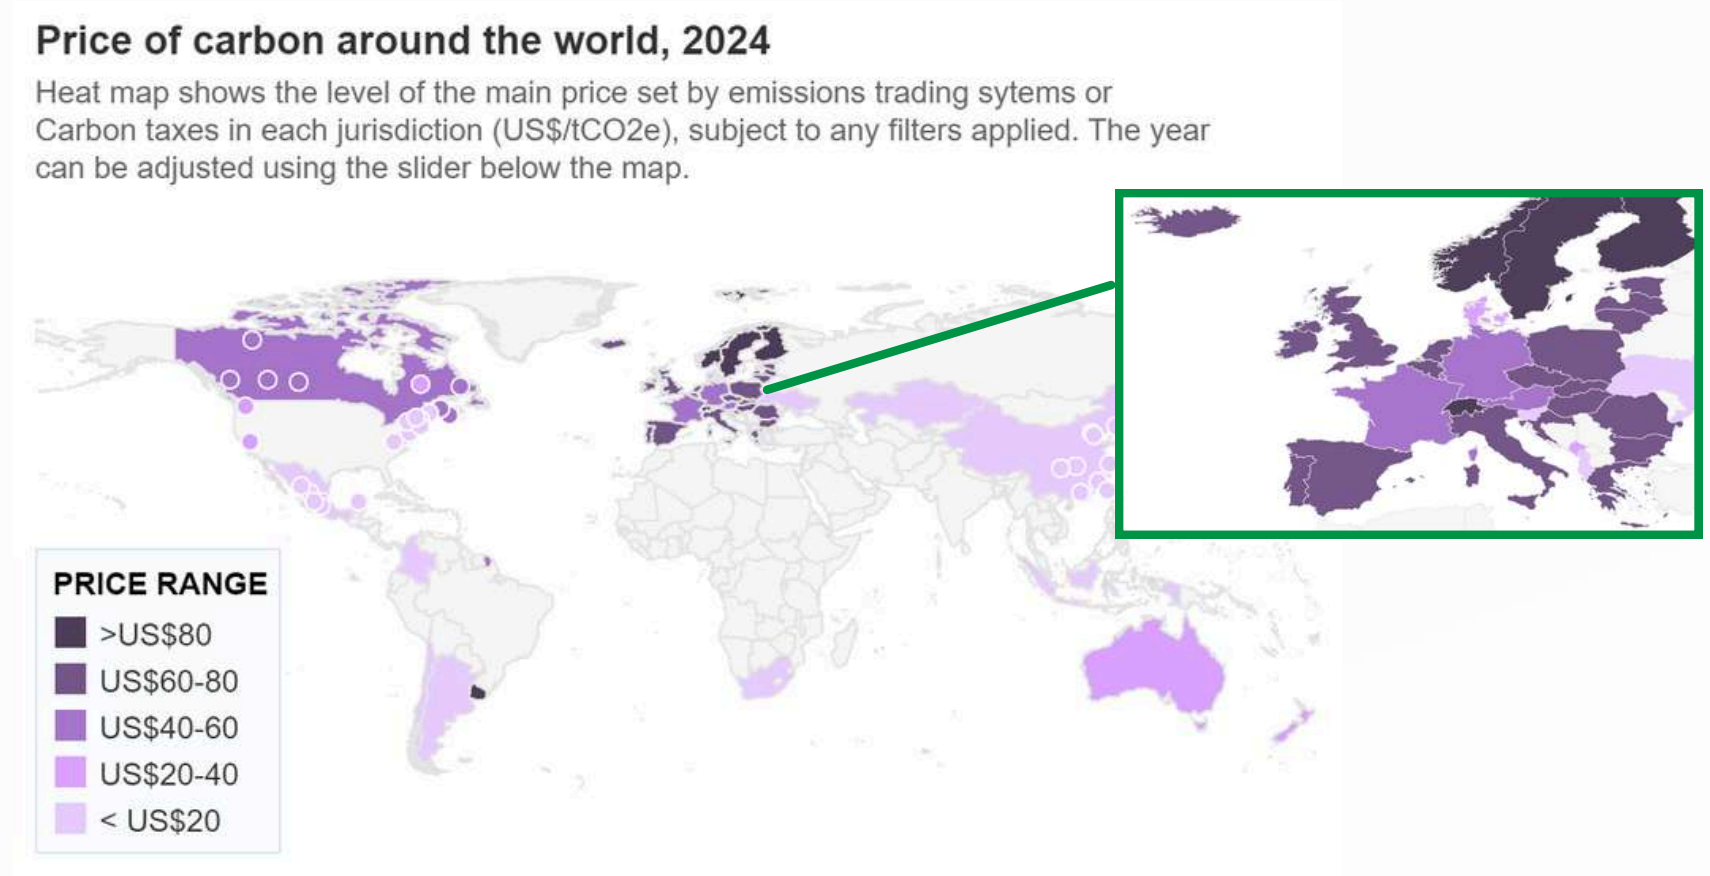 Price of carbon around the world, 2024
Heat map shows the level of the main price set by emissions trading sytems or
Carbon taxes in each jurisdiction (US$/tCO2e), subject to any filters applied. The year
can be adjusted using the slider below the map.
PRICE RANGE
>US$80
US$60-80
US$40-60
US$20-40
< US$20